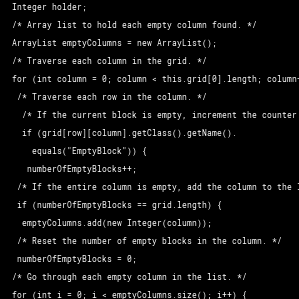 Integer holder;
/* Array list to hold each empty column found. */
ArrayList emptyColumns = new ArrayList();
/* Traverse each column in the grid. */
for (int column = 0; column < this.grid[0].length; column
/* Traverse each row in the column. */
/* If the current block is empty, increment the counter
if (grid[row][column].getClass().getName().
equals("EmptyBlock")) {
numberOfEmptyBlocks++;
/* If the entire column is empty, add the column to the
if (numberOfEmptyBlocks == grid.length) {
emptyColumns.add(new Integer(column));
/* Reset the number of empty blocks in the column. */
numberOfEmptyBlocks = 0;
/* Go through each empty column in the list. */
for (int i = 0; i < emptyColumns.size(); i++) {